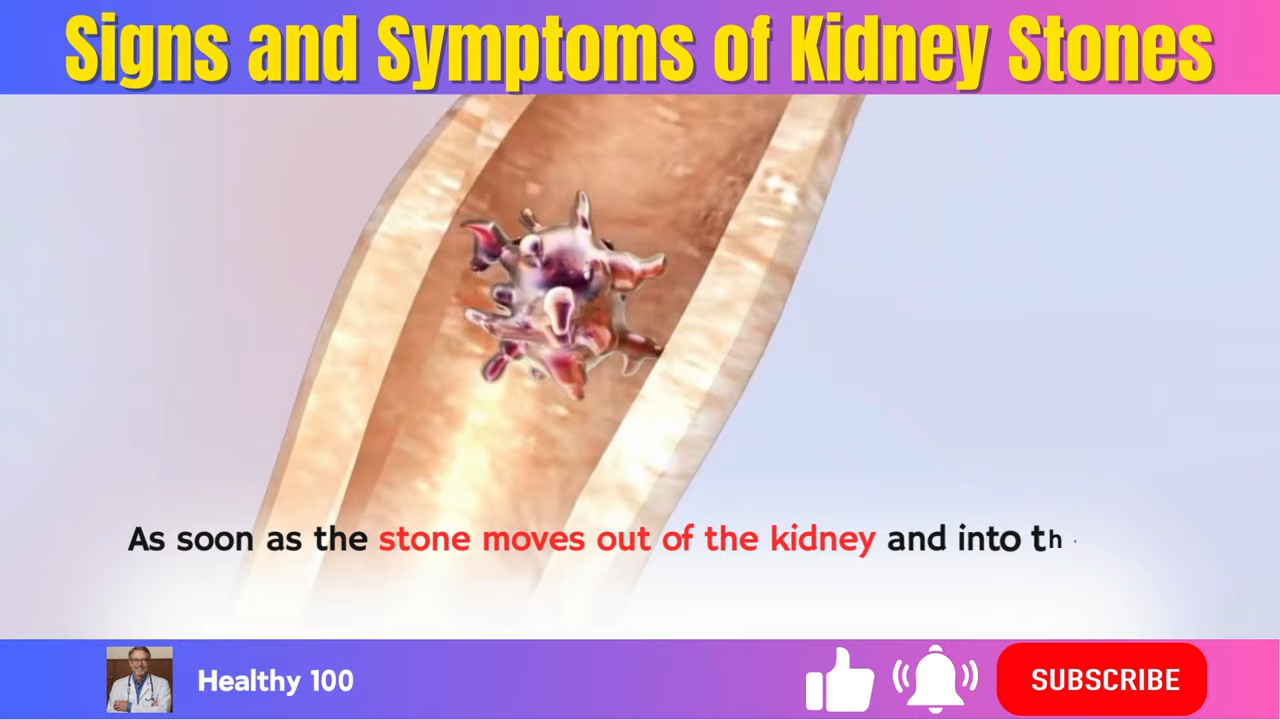 Signs and Symptoms of Kidney Stones
As soon as the stone moves out of the kidney and into th
Healthy 100
SUBSCRIBE